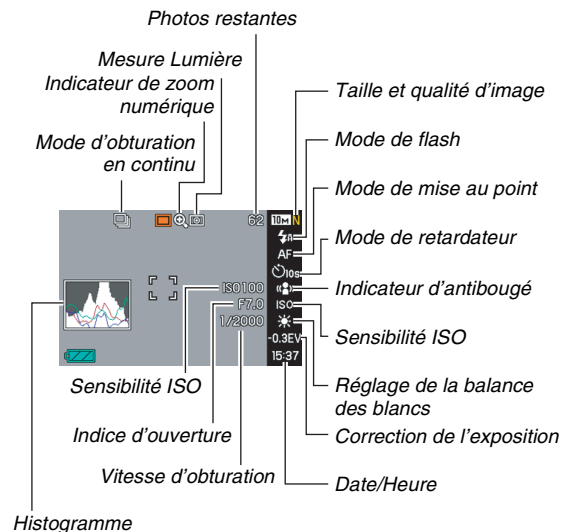 Photos restantes
Mesure Lumière
Indicateur de zoom
numérique
Mode d'obturation
en continu
Taille et qualité d'image
Mode de flash
Mode de mise au point
Mode de retardateur
Indicateur d'antibougé
Sensibilité ISO
Réglage de la balance
des blancs
Correction de l'exposition
Date/Heure
62
10M N
A
AF
10s
ISO100
F7.0
1/2000
ISO
-0.3EV
15:37
Sensibilité ISO
Indice d'ouverture
Vitesse d'obturation
Histogramme